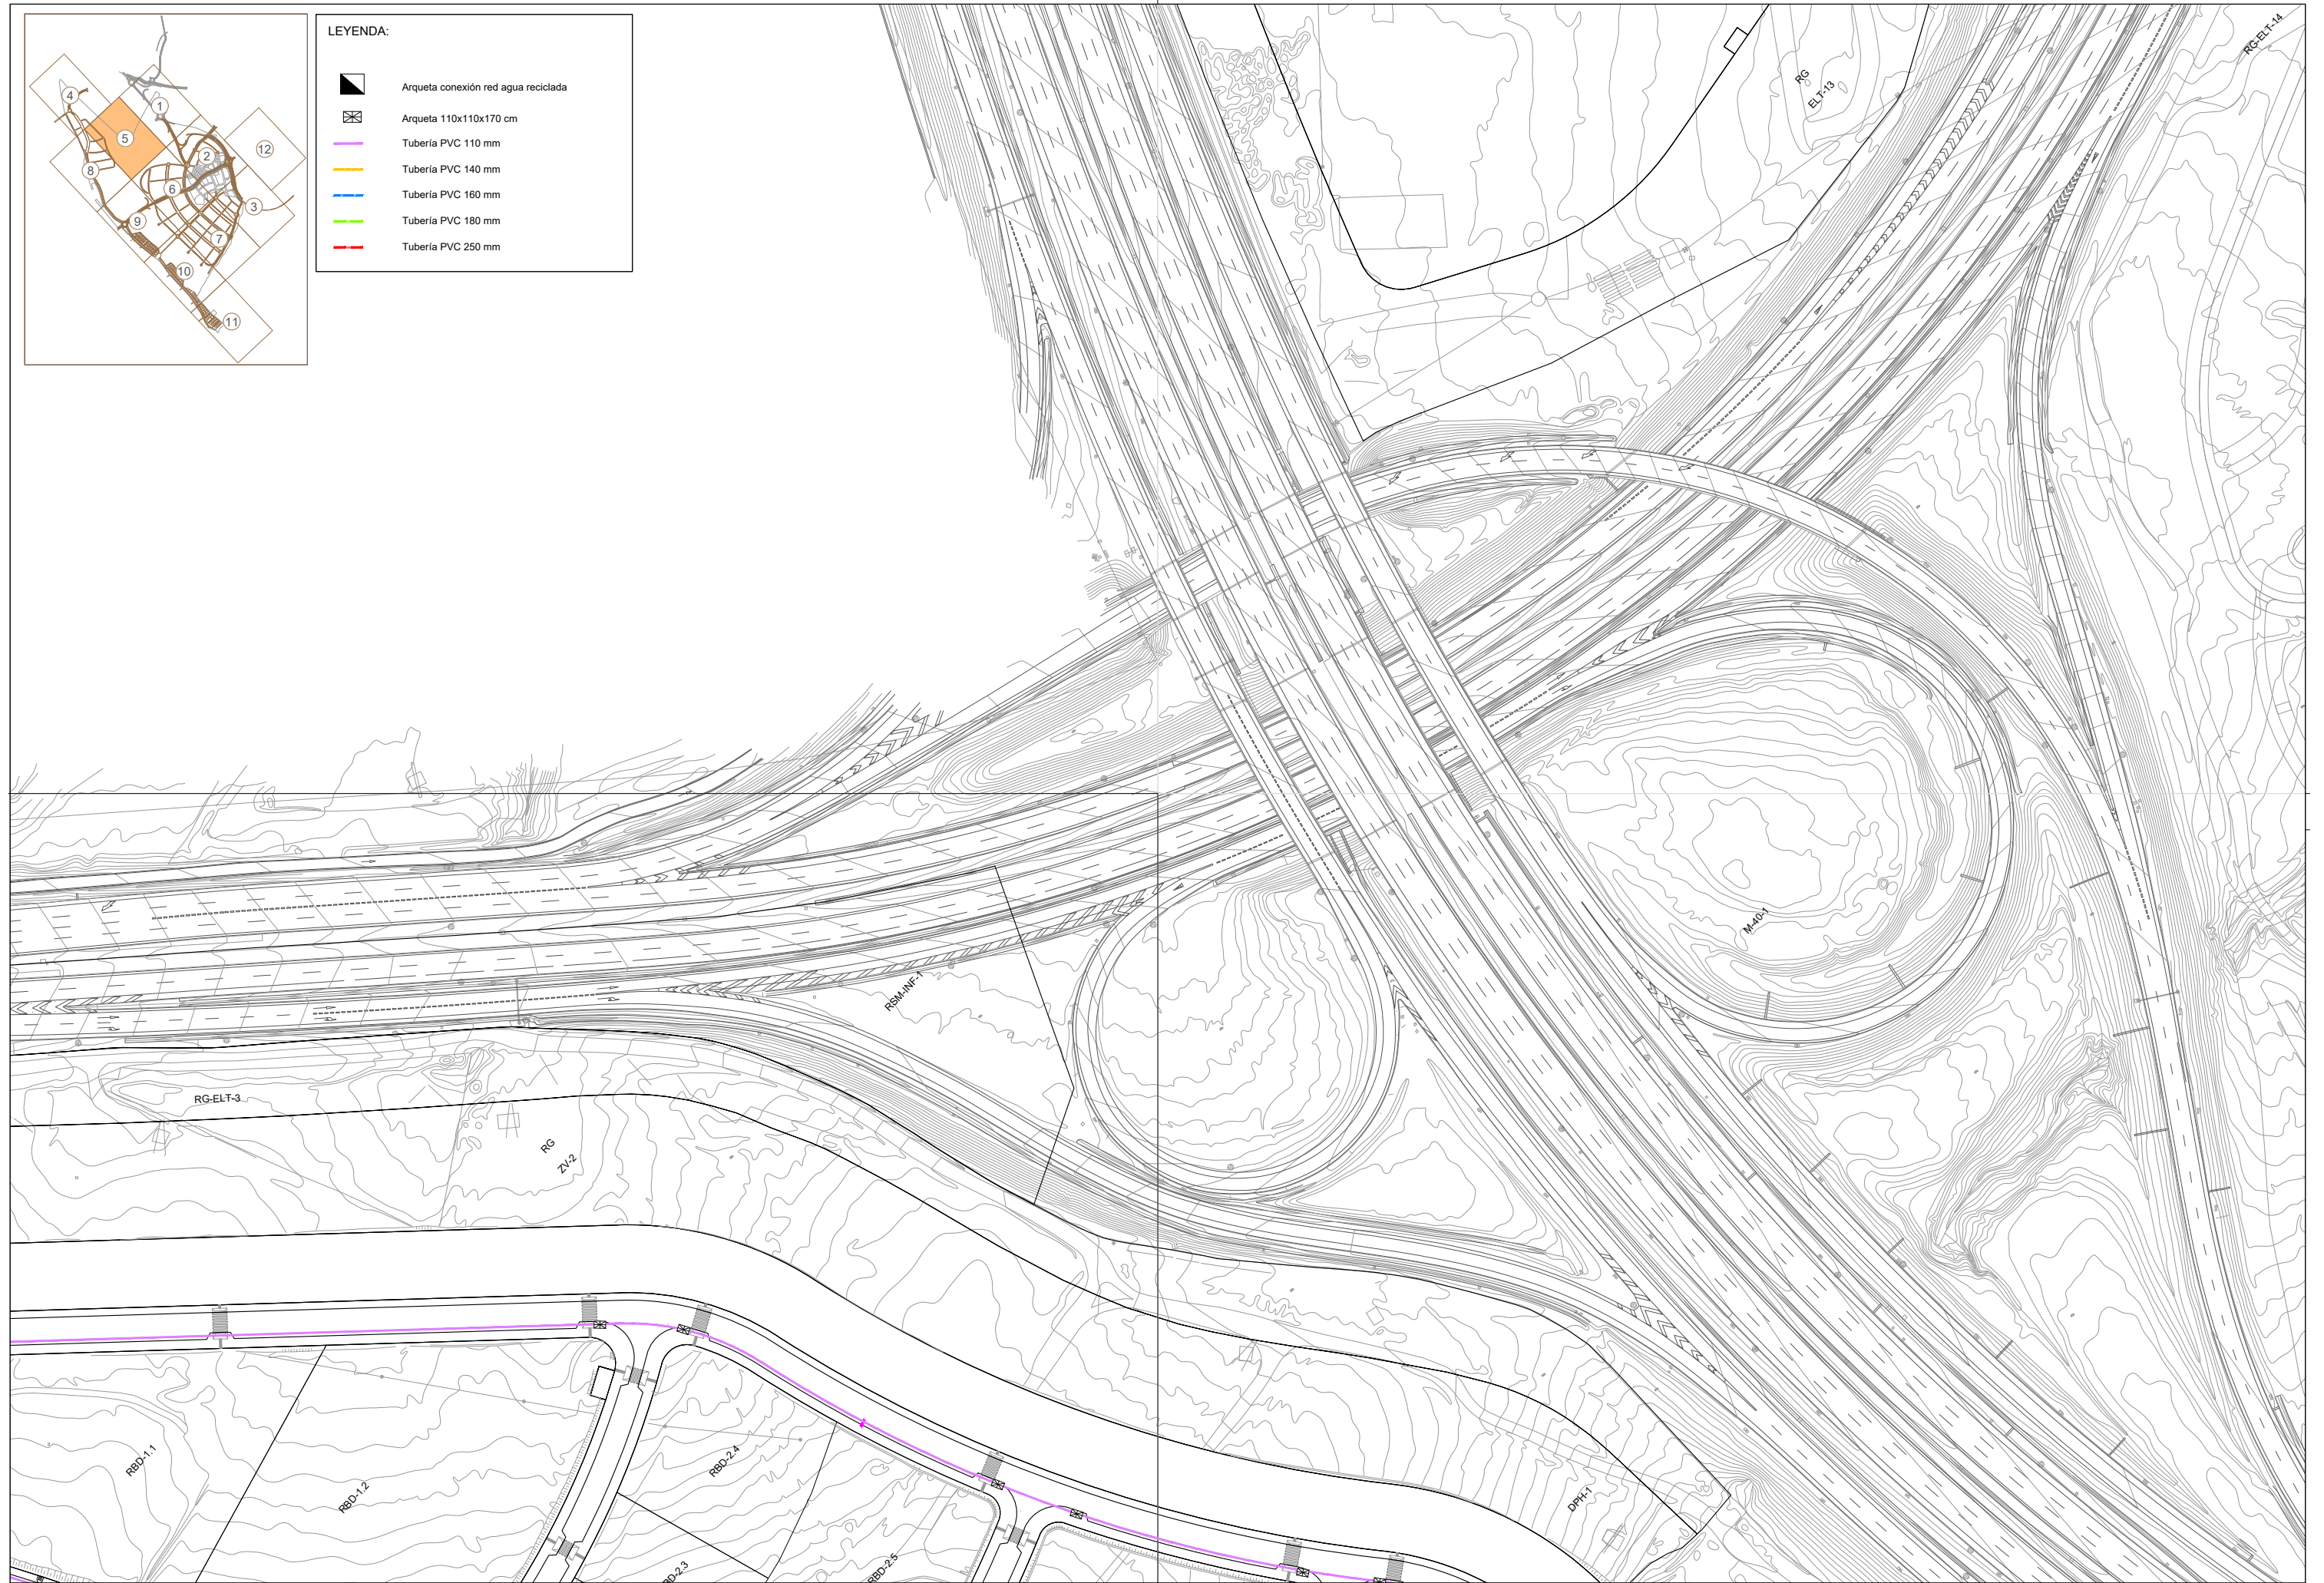 LEYENDA:
Arqueta conexión red agua reciclada
Arqueta 110x110x170 cm
Tubería PVC 110 mm
Tubería PVC 140 mm
Tubería PVC 160 mm
Tubería PVC 180 mm
Tubería PVC 250 mm
4
1
5
2
12
8
6
3
9
7
10
11
RG
ELT-13
RG-ELT-14
M-40-1
RSM-INF-1
RG-ELT-3
RG
ZV-2
RBD-1.1
RBD-1.2
RBD-2.4
BD-2.3
RBD-2.5
DPH-1